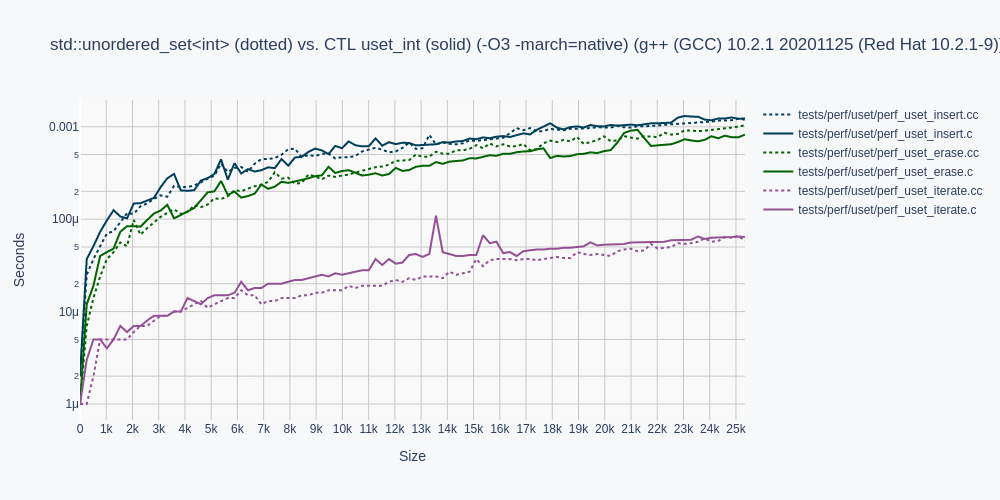 std::unordered_set<int> (dotted) vs. CTL uset_int (solid) (-O3 -march=native) (g++ (GCC) 10.2.1 20201125 (Red Hat 10.2.1-9))
0.001
5
2
100µ
5
2
10µ
5
2
1µ
Seconds
0 1k 2k 3k 4k 5k 6k 7k 8k 9k 10k 11k 12k 13k 14k 15k 16k 17k 18k 19k 20k 21k 22k 23k 24k 25k
Size
tests/perf/uset/perf_uset_insert.cc
tests/perf/uset/perf_uset_insert.c
tests/perf/uset/perf_uset_erase.cc
tests/perf/uset/perf_uset_erase.c
tests/perf/uset/perf_uset_iterate.cc
tests/perf/uset/perf_uset_iterate.c